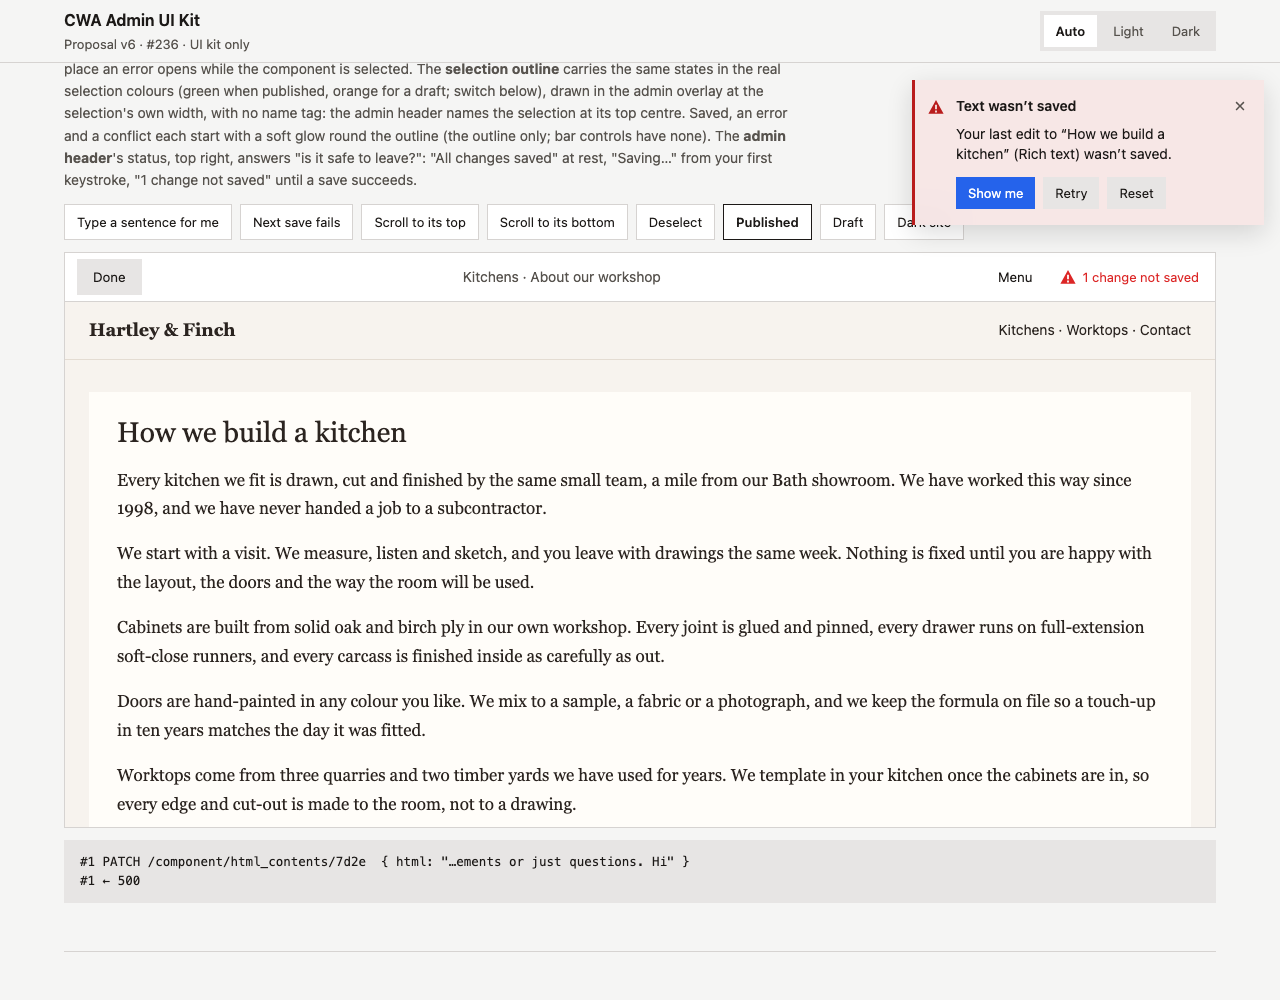 CWA Admin UI Kit
Proposal v6 · #236 · UI kit only
Auto
Light
Dark
place an error opens while the component is selected. The selection outline carries the same states in the real
selection colours (green when published, orange for a draft; switch below), drawn in the admin overlay at the
selection's own width, with no name tag: the admin header names the selection at its top centre. Saved, an error
and a conflict each start with a soft glow round the outline (the outline only; bar controls have none). The admin
header's status, top right, answers "is it safe to leave?": "All changes saved" at rest, "Saving…" from your first
keystroke, "1 change not saved" until a save succeeds.
Text wasn’t saved
Your last edit to “How we build a
kitchen” (Rich text) wasn’t saved.
Show me
Retry
Reset
Type a sentence for me
Next save fails
Scroll to its top
Scroll to its bottom
Deselect
Published
Draft
Done
Kitchens · About our workshop
Menu
1 change not saved
Hartley & Finch
Kitchens · Worktops · Contact
How we build a kitchen
Every kitchen we fit is drawn, cut and finished by the same small team, a mile from our Bath showroom. We have worked this way since
1998, and we have never handed a job to a subcontractor.
We start with a visit. We measure, listen and sketch, and you leave with drawings the same week. Nothing is fixed until you are happy with
the layout, the doors and the way the room will be used.
Cabinets are built from solid oak and birch ply in our own workshop. Every joint is glued and pinned, every drawer runs on full-extension
soft-close runners, and every carcass is finished inside as carefully as out.
Doors are hand-painted in any colour you like. We mix to a sample, a fabric or a photograph, and we keep the formula on file so a touch-up
in ten years matches the day it was fitted.
Worktops come from three quarries and two timber yards we have used for years. We template in your kitchen once the cabinets are in, so
every edge and cut-out is made to the room, not to a drawing.
#1 PATCH /component/html_contents/7d2e  { html: "…ements or just questions. Hi" }
#1 ← 500